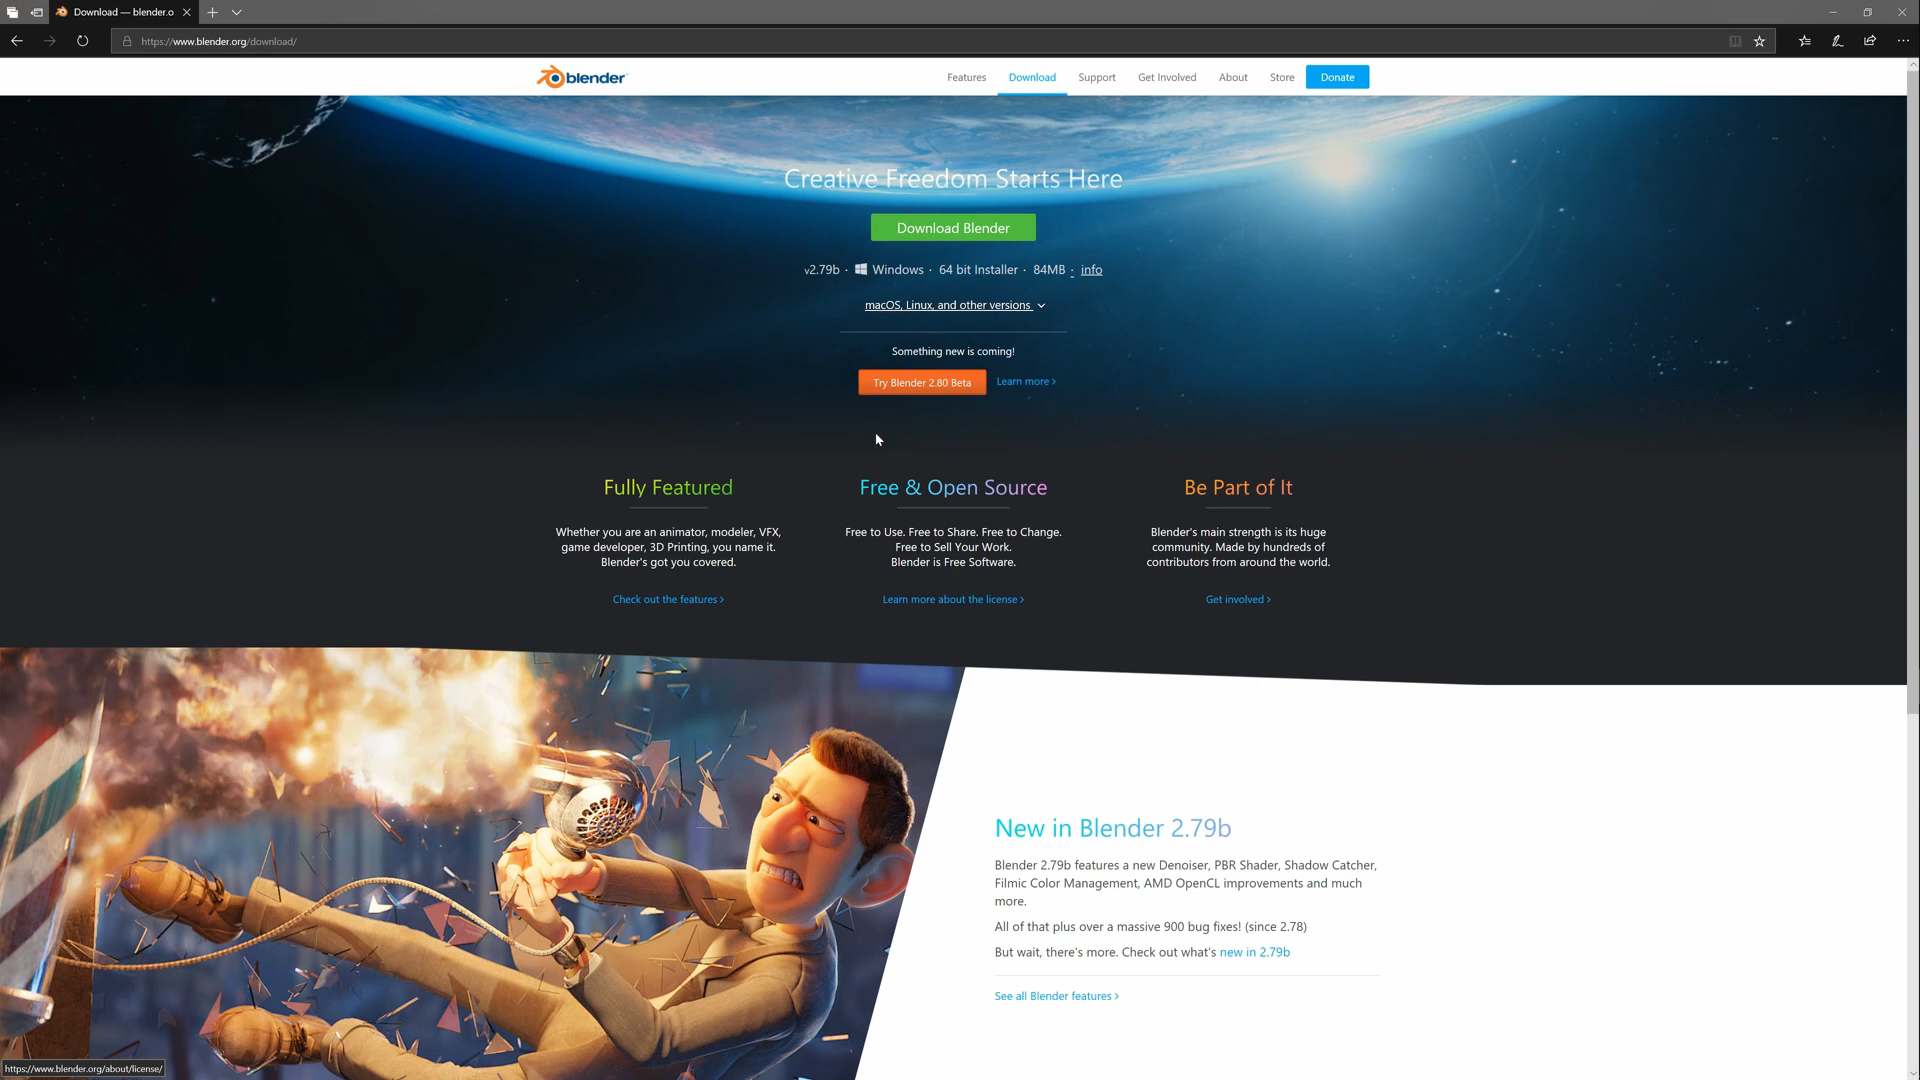 Download — blender.o
https://www.blender.org/download/
blender
Features
Download
Support
Get Involved
About
Store
Donate
Creative Freedom Starts Here
Download Blender
v2.79b · Windows · 64 bit Installer · 84MB · info
macOS, Linux, and other versions
Something new is coming!
Try Blender 2.80 Beta
Learn more ›
Fully Featured
Whether you are an animator, modeler, VFX,
game developer, 3D Printing, you name it.
Blender's got you covered.
Check out the features ›
Free & Open Source
Free to Use. Free to Share. Free to Change.
Free to Sell Your Work.
Blender is Free Software.
Learn more about the license ›
Be Part of It
Blender's main strength is its huge
community. Made by hundreds of
contributors from around the world.
Get involved ›
New in Blender 2.79b
Blender 2.79b features a new Denoiser, PBR Shader, Shadow Catcher,
Filmic Color Management, AMD OpenCL improvements and much
more.
All of that plus over a massive 900 bug fixes! (since 2.78)
But wait, there's more. Check out what's new in 2.79b
See all Blender features ›
https://www.blender.org/about/license/